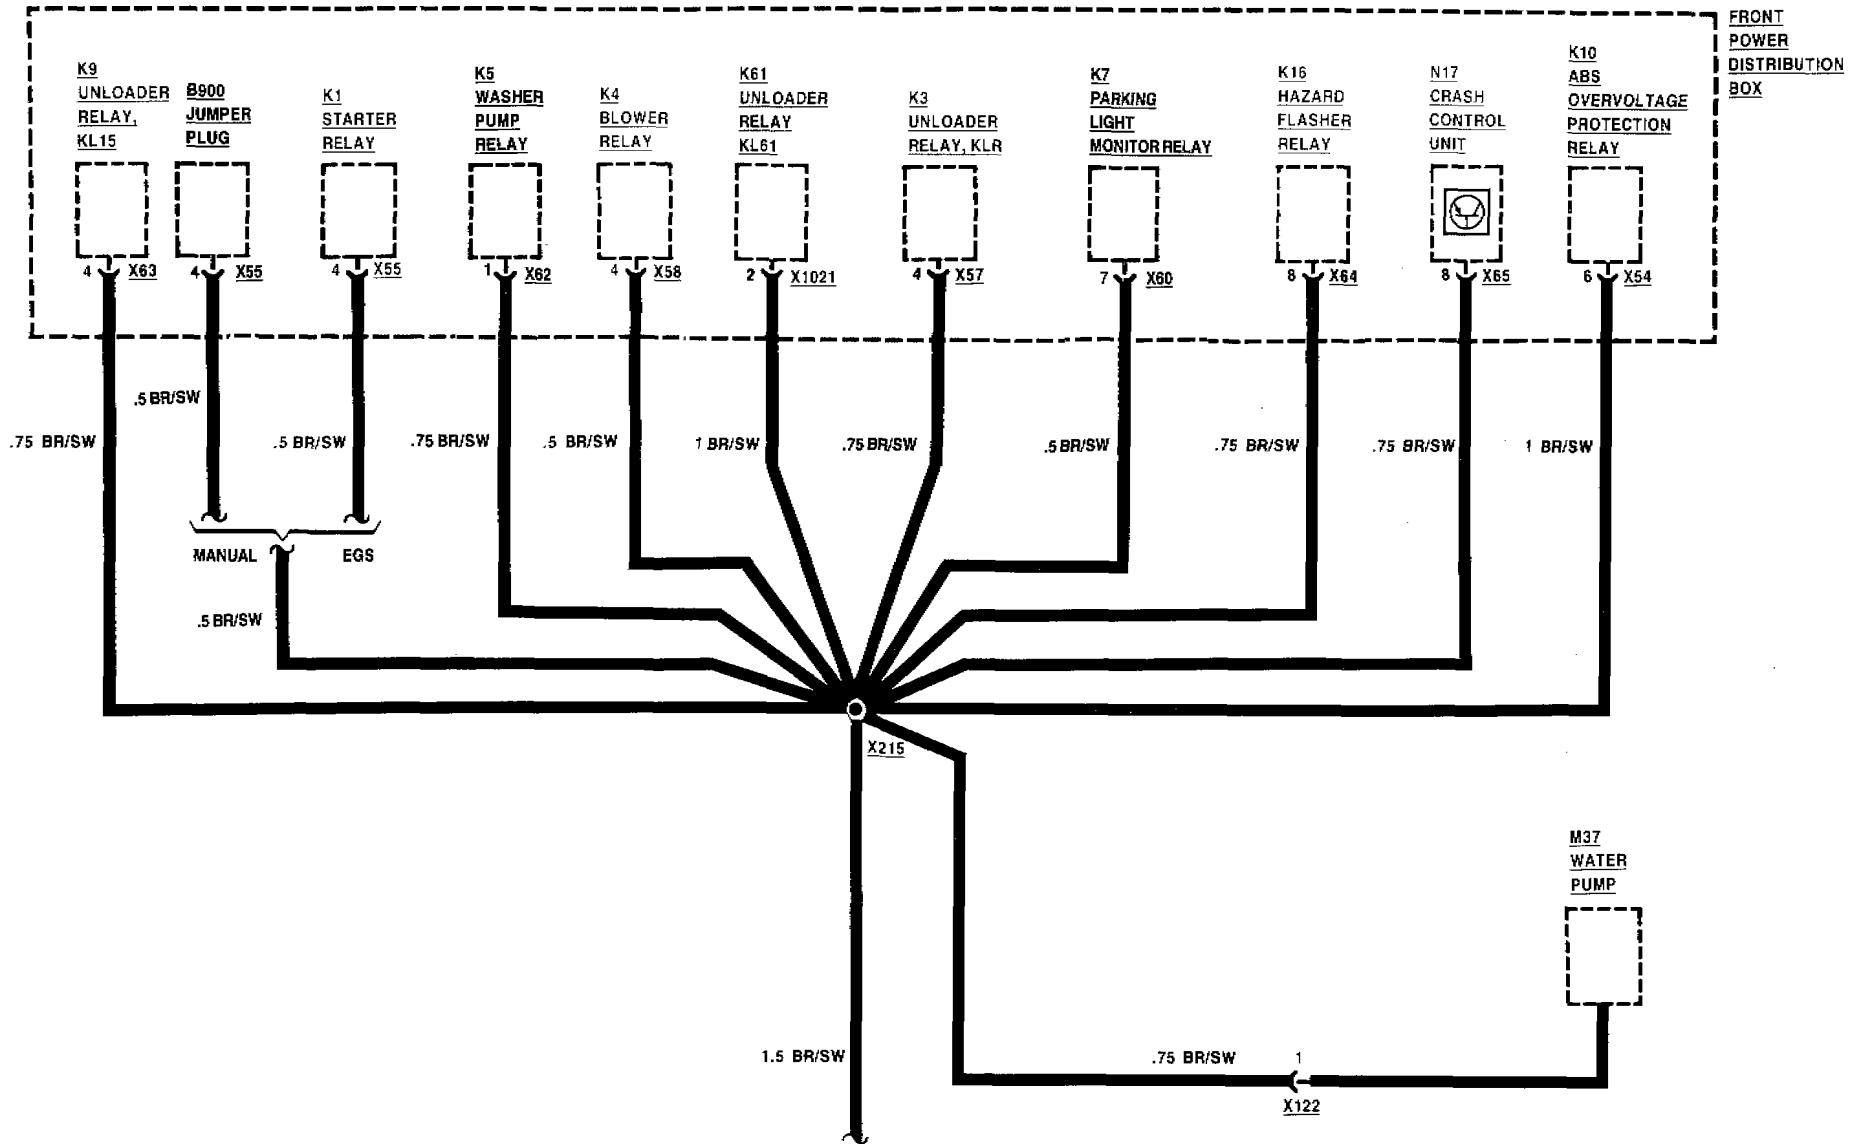 FRONT
POWER
DISTRIBUTION
BOX
K9
UNLOADER
RELAY,
KL15
B900
JUMPER
PLUG
K1
STARTER
RELAY
K5
WASHER
PUMP
RELAY
K4
BLOWER
RELAY
K61
UNLOADER
RELAY
KL61
K3
UNLOADER
RELAY, KLR
K7
PARKING
LIGHT
MONITOR RELAY
K16
HAZARD
FLASHER
RELAY
N17
CRASH
CONTROL
UNIT
K10
ABS
OVERVOLTAGE
PROTECTION
RELAY
4 X63
4 X55
4 X55
1 X62
4 X58
2 X1021
4 X57
7 X60
8 X64
8 X65
6 X54
.75 BR/SW
.5 BR/SW
.5 BR/SW
.75 BR/SW
.5 BR/SW
1 BR/SW
.75 BR/SW
.5 BR/SW
.75 BR/SW
.75 BR/SW
1 BR/SW
MANUAL
EGS
.5 BR/SW
X215
M37
WATER
PUMP
1.5 BR/SW
.75 BR/SW
1
X122